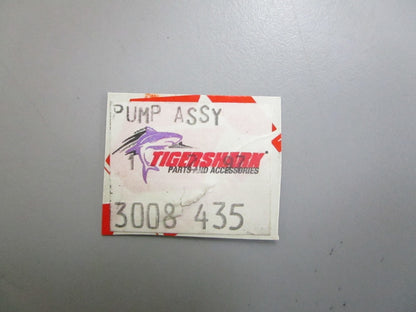 PUMP ASSY
1
TIGERSHARK
PARTS AND ACCESSORIES
3008 435